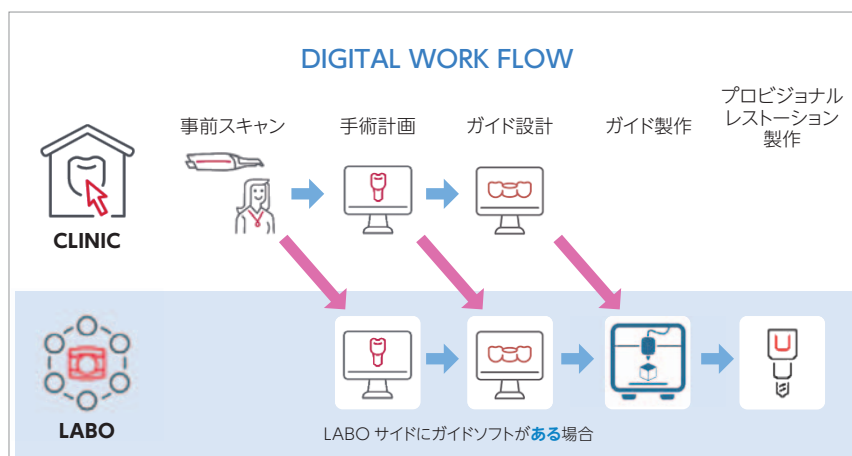 DIGITAL WORK FLOW
事前スキャン
手術計画
ガイド設計
ガイド製作
プロビジョナル
レストーション
製作
CLINIC
LABO
LABO サイドにガイドソフトがある場合